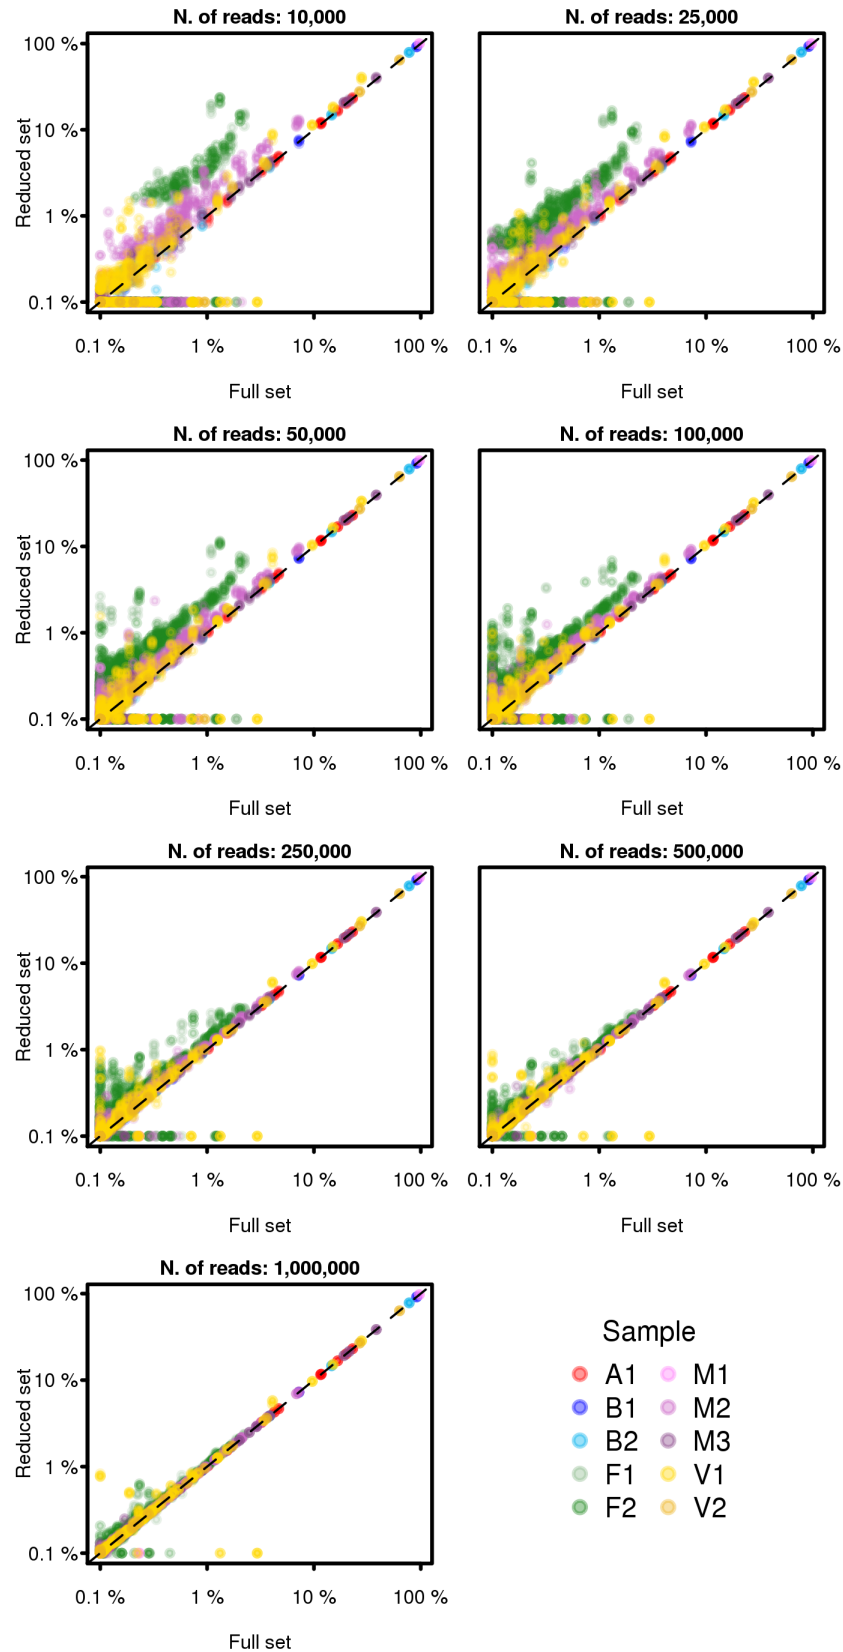 N. of reads: 10,000
N. of reads: 25,000
Reduced set
100 %
10 %
1 %
0.1 %
0.1 %
1 %
10 %
100 %
0.1 %
1 %
10 %
100 %
Full set
Full set
N. of reads: 50,000
N. of reads: 100,000
Reduced set
100 %
10 %
1 %
0.1 %
0.1 %
1 %
10 %
100 %
0.1 %
1 %
10 %
100 %
Full set
Full set
N. of reads: 250,000
N. of reads: 500,000
Reduced set
100 %
10 %
1 %
0.1 %
0.1 %
1 %
10 %
100 %
0.1 %
1 %
10 %
100 %
Full set
Full set
N. of reads: 1,000,000
Reduced set
100 %
10 %
1 %
0.1 %
0.1 %
1 %
10 %
100 %
Full set
Sample
A1
B1
B2
F1
F2
M1
M2
M3
V1
V2